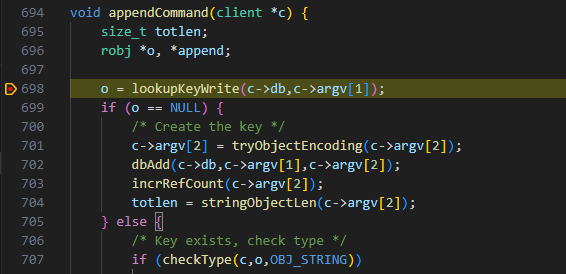 694 void appendCommand(client *c) {
695     size_t totlen;
696     robj *o, *append;
697
698     o = lookupKeyWrite(c->db,c->argv[1]);
699     if (o == NULL) {
700         /* Create the key */
701         c->argv[2] = tryObjectEncoding(c->argv[2]);
702         dbAdd(c->db,c->argv[1],c->argv[2]);
703         incrRefCount(c->argv[2]);
704         totlen = stringObjectLen(c->argv[2]);
705     } else {
706         /* Key exists, check type */
707         if (checkType(c,o,OBJ_STRING))